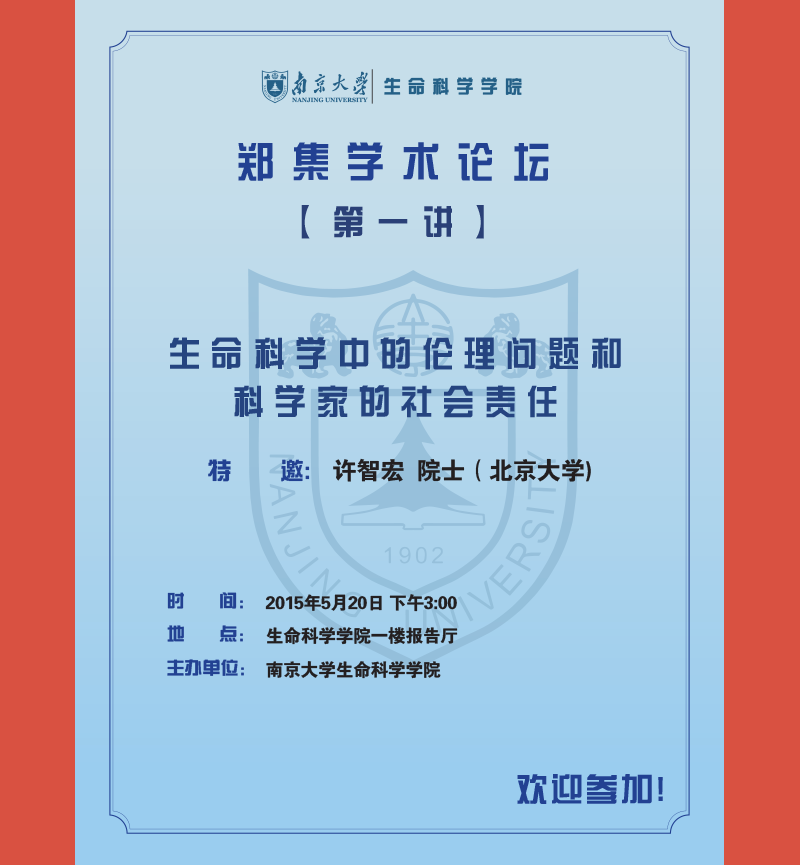 南京大学 生命科学学院
NANJING UNIVERSITY
郑集学术论坛
【第一讲】
生命科学中的伦理问题和
科学家的社会责任
特 邀: 许智宏 院士 ( 北京大学)
1902
NANJING UNIVERSITY
时 间: 2015年5月20日 下午3:00
地 点: 生命科学学院一楼报告厅
主办单位: 南京大学生命科学学院
欢迎参加!